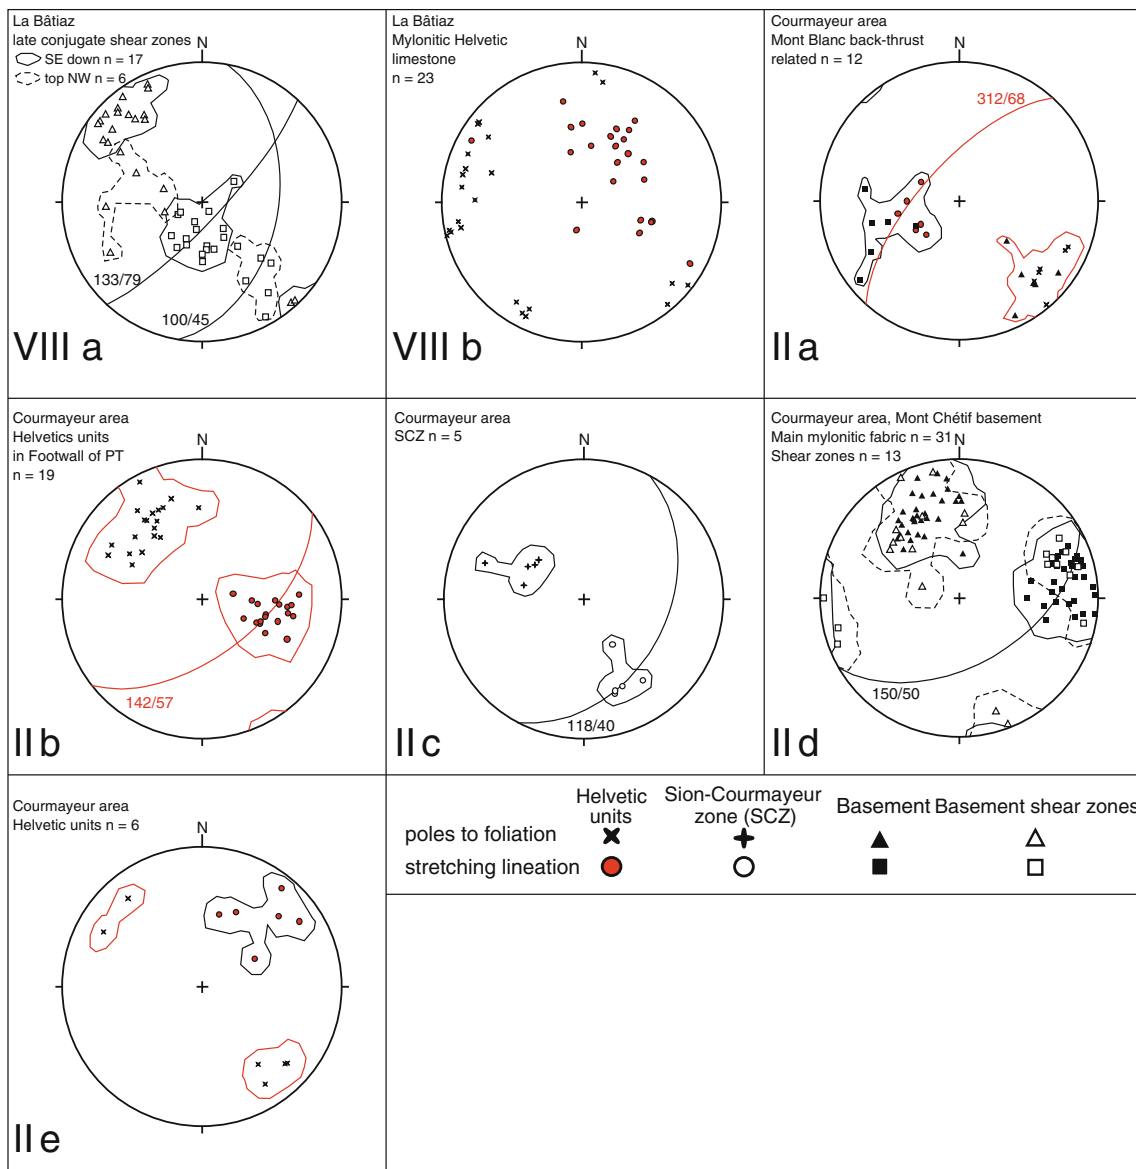 La Bâtiaz
late conjugate shear zones
SE down n = 17
top NW n = 6
N
133/79
100/45
VIII a
La Bâtiaz
Mylonitic Helvetic
limestone
n = 23
N
VIII b
Courmayeur area
Mont Blanc back-thrust
related n = 12
N
312/68
II a
Courmayeur area
Helvetics units
in Footwall of PT
n = 19
N
142/57
II b
Courmayeur area
SCZ n = 5
N
118/40
II c
Courmayeur area, Mont Chétif basement
Main mylonitic fabric n = 31
Shear zones n = 13
N
150/50
II d
Courmayeur area
Helvetic units n = 6
N
II e
Helvetic units
Sion-Courmayeur zone (SCZ)
Basement
Basement shear zones
poles to foliation
stretching lineation